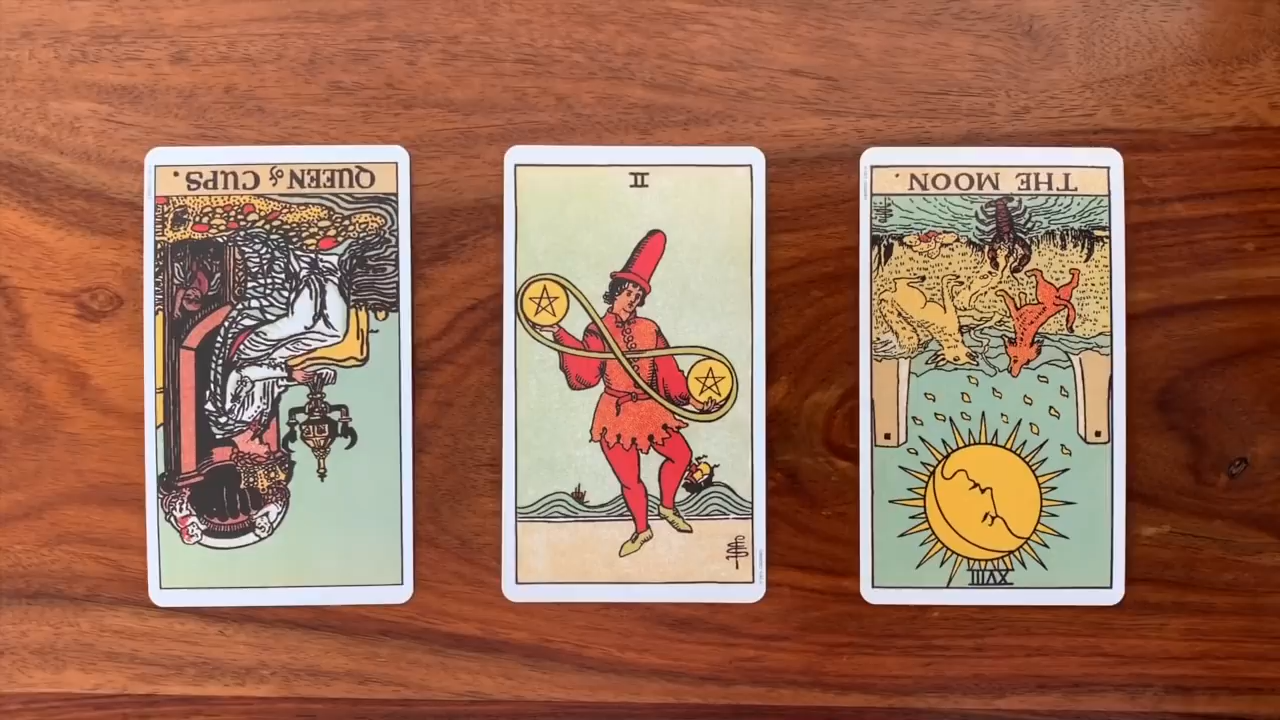 QUEEN of CUPS.
II
THE MOON.
XVIII